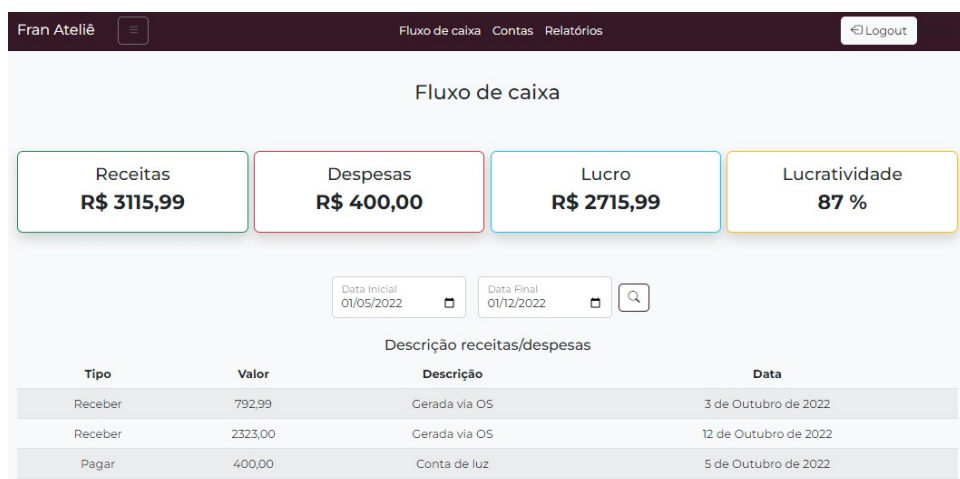 Fran Ateliê Fluxo de caixa Contas Relatórios Logout
Fluxo de caixa
Receitas Despesas Lucro Lucratividade
R$ 3115,99 R$ 400,00 R$ 2715,99 87 %
Data Inicial Data Final
01/05/2022 01/12/2022
Descrição receitas/despesas
Tipo Valor Descrição Data
Receber 792,99 Gerada via OS 3 de Outubro de 2022
Receber 2323,00 Gerada via OS 12 de Outubro de 2022
Pagar 400,00 Conta de luz 5 de Outubro de 2022